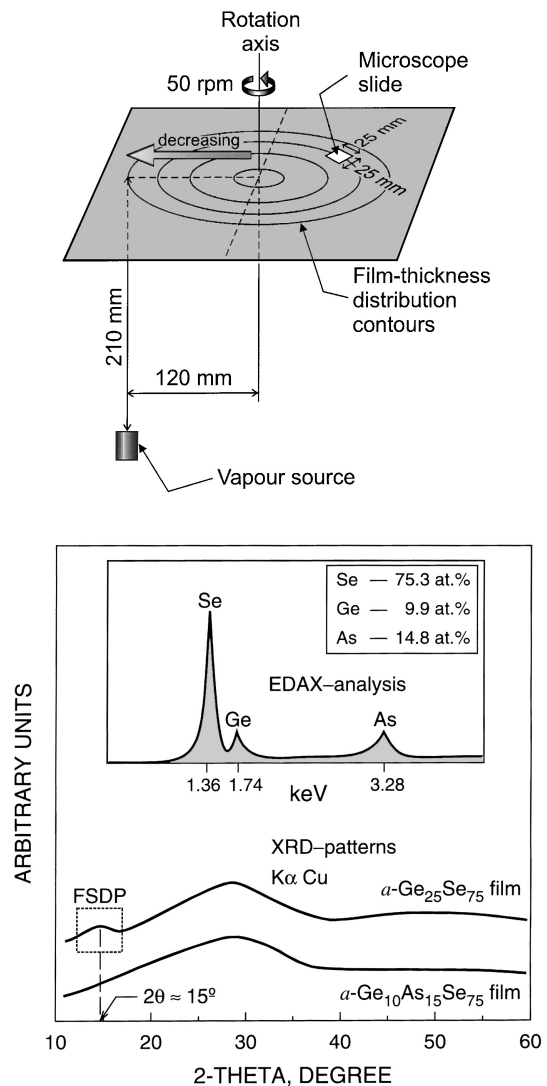 Rotation
axis
50 rpm
Microscope
slide
decreasing
25 mm
25 mm
Film-thickness
distribution
contours
210 mm
120 mm
Vapour source
Se — 75.3 at.%
Ge — 9.9 at.%
As — 14.8 at.%
Se
EDAX–analysis
Ge
As
1.36 1.74 3.28
keV
ARBITRARY UNITS
XRD–patterns
Kα Cu
FSDP
a-Ge25Se75 film
2θ ≈ 15º
a-Ge10As15Se75 film
10 20 30 40 50 60
2-THETA, DEGREE